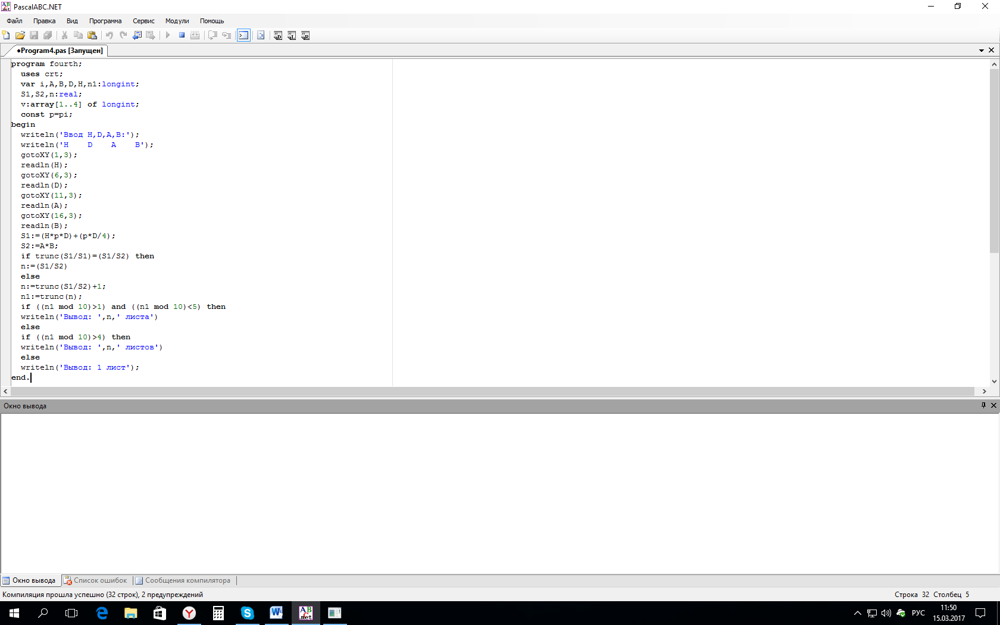 PascalABC.NET
Файл Правка Вид Программа Сервис Модули Помощь
•Program4.pas [Запущен]
program fourth;
uses crt;
var i,A,B,D,H,n1:longint;
S1,S2,n:real;
v:array[1..4] of longint;
const p=pi;
begin
writeln('Ввод H,D,A,B:');
writeln('H    D    A    B');
gotoXY(1,3);
readln(H);
gotoXY(6,3);
readln(D);
gotoXY(11,3);
readln(A);
gotoXY(16,3);
readln(B);
S1:=(H*p*D)+(p*D/4);
S2:=A*B;
if trunc(S1/S1)=(S1/S2) then
n:=(S1/S2)
else
n:=trunc(S1/S2)+1;
n1:=trunc(n);
if ((n1 mod 10)>1) and ((n1 mod 10)<5) then
writeln('Вывод: ',n,' листа')
else
if ((n1 mod 10)>4) then
writeln('Вывод: ',n,' листов')
else
writeln('Вывод: 1 лист');
end.
Окно вывода
Окно вывода Список ошибок Сообщения компилятора
Компиляция прошла успешно (32 строк), 2 предупреждений Строка 32 Столбец 5
РУС
11:50
15.03.2017